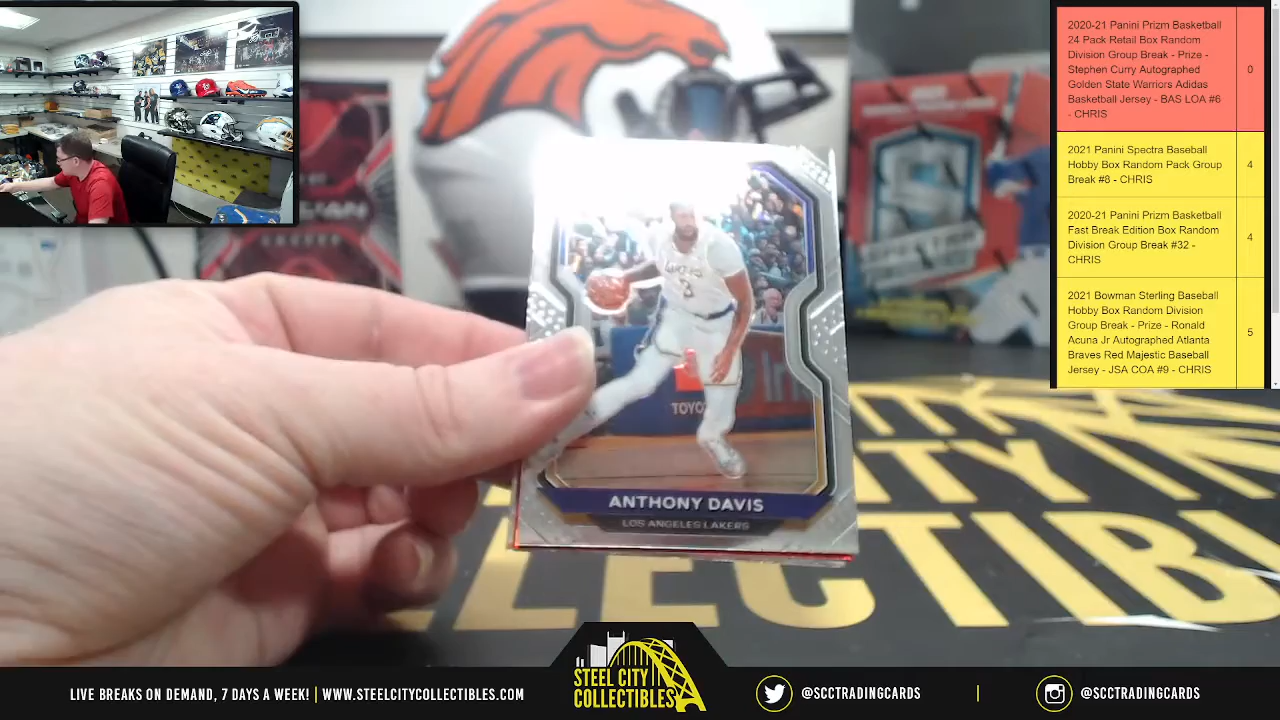 2020-21 Panini Prizm Basketball
24 Pack Retail Box Random
Division Group Break - Prize -
Stephen Curry Autographed
Golden State Warriors Adidas
Basketball Jersey - BAS LOA #6
- CHRIS
0
2021 Panini Spectra Baseball
Hobby Box Random Pack Group
Break #8 - CHRIS
4
2020-21 Panini Prizm Basketball
Fast Break Edition Box Random
Division Group Break #32 -
CHRIS
4
2021 Bowman Sterling Baseball
Hobby Box Random Division
Group Break - Prize - Ronald
Acuna Jr Autographed Atlanta
Braves Red Majestic Baseball
Jersey - JSA COA #9 - CHRIS
5
LAKERS
3
TOYO
ANTHONY DAVIS
LOS ANGELES LAKERS
STEEL CITY
COLLECTIBLES
LIVE BREAKS ON DEMAND, 7 DAYS A WEEK! | WWW.STEELCITYCOLLECTIBLES.COM
@SCCTRADINGCARDS | @SCCTRADINGCARDS